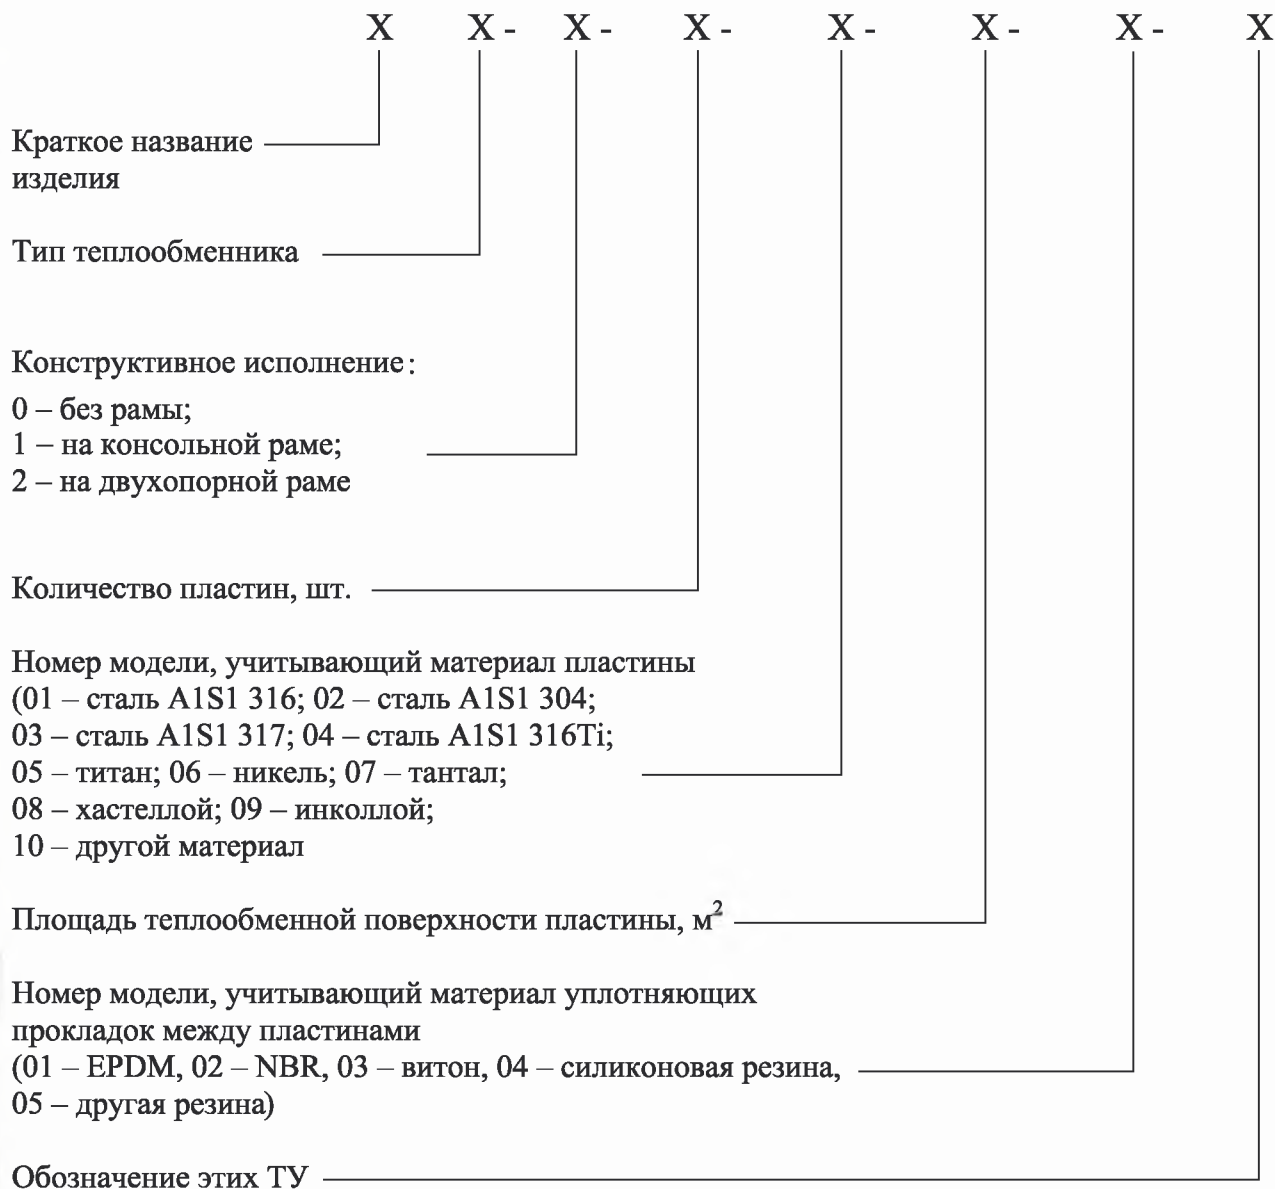 X X - X - X - X - X - X - X
Краткое название
изделия
Тип теплообменника
Конструктивное исполнение:
0 – без рамы;
1 – на консольной раме;
2 – на двухопорной раме
Количество пластин, шт.
Номер модели, учитывающий материал пластины
(01 – сталь A1S1 316; 02 – сталь A1S1 304;
03 – сталь A1S1 317; 04 – сталь A1S1 316Ti;
05 – титан; 06 – никель; 07 – тантал;
08 – хастеллой; 09 – инколлой;
10 – другой материал
Площадь теплообменной поверхности пластины, м²
Номер модели, учитывающий материал уплотняющих
прокладок между пластинами
(01 – EPDM, 02 – NBR, 03 – витон, 04 – силиконовая резина,
05 – другая резина)
Обозначение этих ТУ